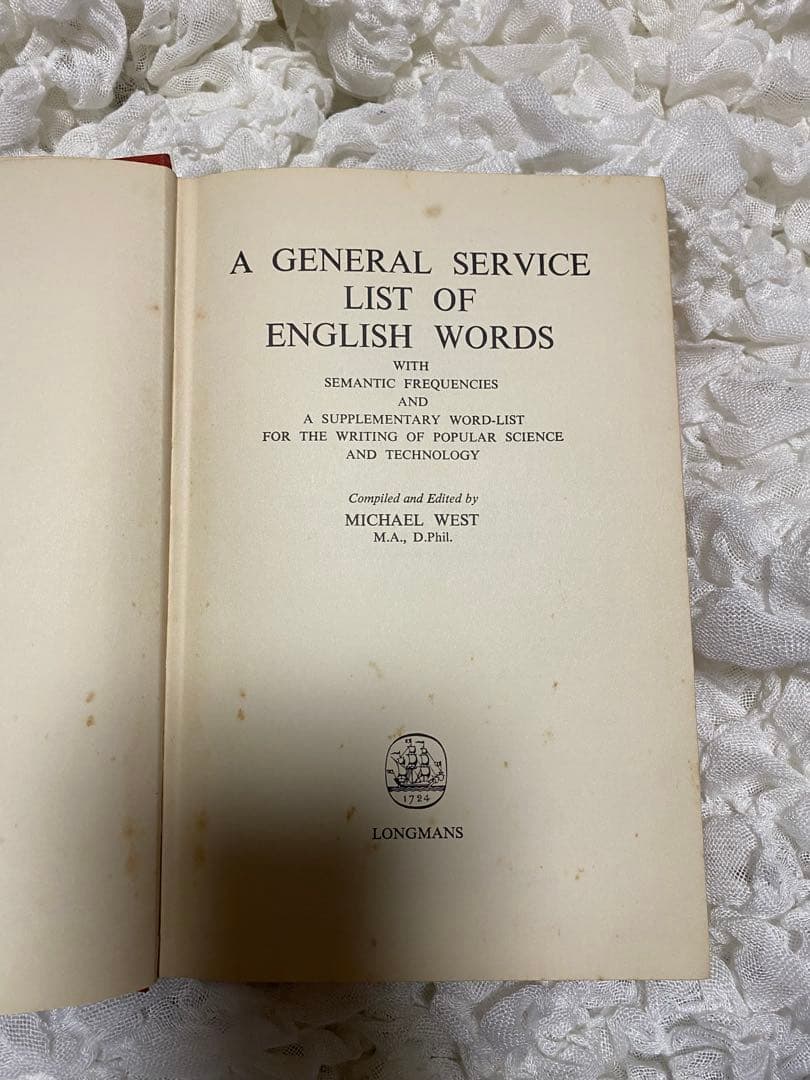 A GENERAL SERVICE
LIST OF
ENGLISH WORDS
WITH
SEMANTIC FREQUENCIES
AND
A SUPPLEMENTARY WORD-LIST
FOR THE WRITING OF POPULAR SCIENCE
AND TECHNOLOGY
Compiled and Edited by
MICHAEL WEST
M.A., D.Phil.
1724
LONGMANS